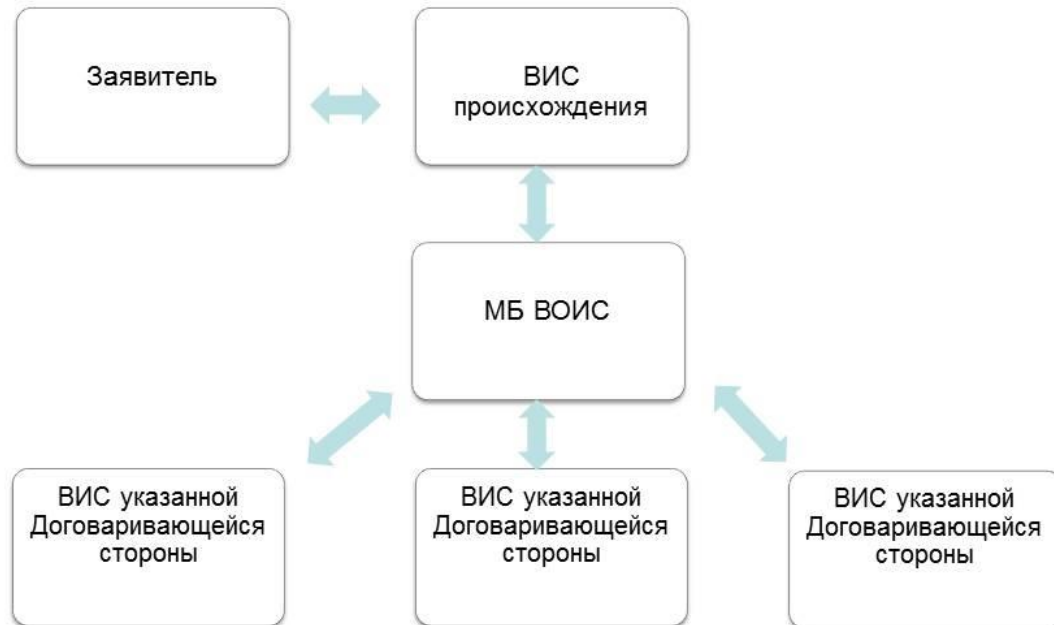 Заявитель
ВИС
происхождения
МБ ВОИС
ВИС указанной
Договаривающейся
стороны
ВИС указанной
Договаривающейся
стороны
ВИС указанной
Договаривающейся
стороны